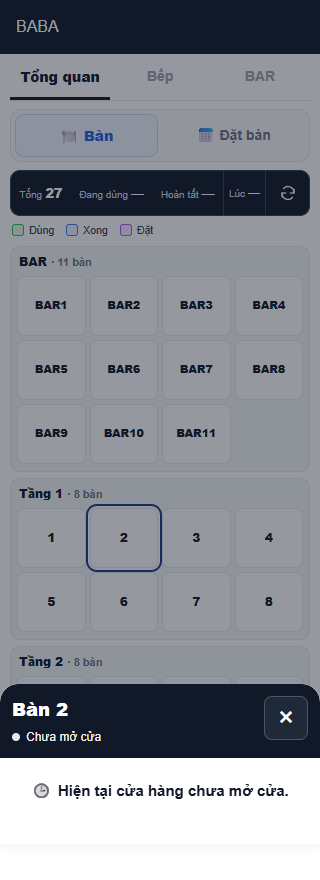 BABA
Tổng quan Bếp BAR
Bàn Đặt bàn
Tổng 27 Đang dùng — Hoàn tất — Lúc —
Dùng Xong Đặt
BAR · 11 bàn
BAR1 BAR2 BAR3 BAR4
BAR5 BAR6 BAR7 BAR8
BAR9 BAR10 BAR11
Tầng 1 · 8 bàn
1 2 3 4
5 6 7 8
Tầng 2 · 8 bàn
Bàn 2
Chưa mở cửa
Hiện tại cửa hàng chưa mở cửa.